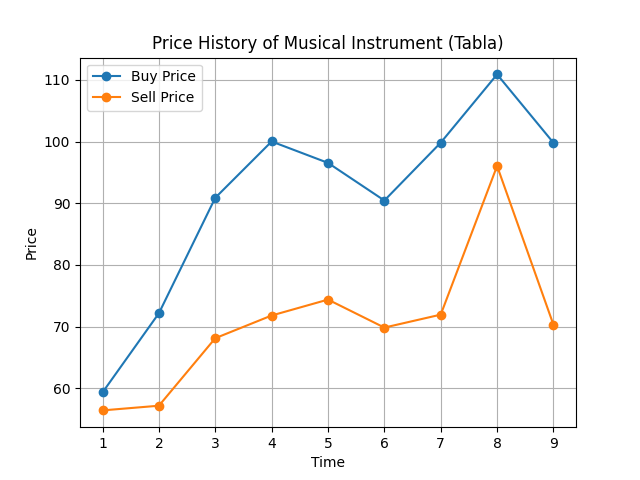 Price History of Musical Instrument (Tabla)
Buy Price
Sell Price
110
100
90
80
70
60
Price
1 2 3 4 5 6 7 8 9
Time